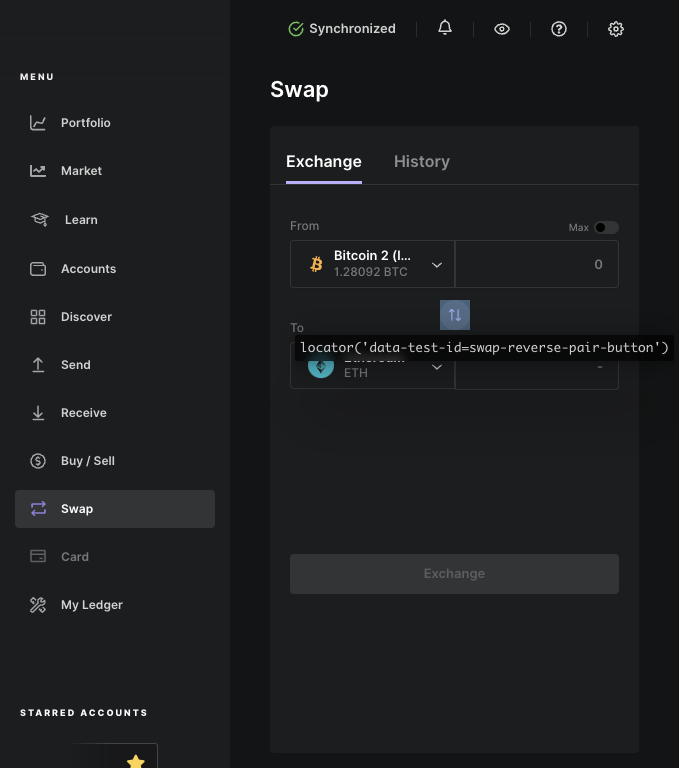 Synchronized
MENU
Portfolio
Market
Learn
Accounts
Discover
Send
Receive
Buy / Sell
Swap
Card
My Ledger
STARRED ACCOUNTS
Swap
Exchange
History
From
Max
Bitcoin 2 (l...
1.28092 BTC
0
To
locator('data-test-id=swap-reverse-pair-button')
ETH
-
Exchange